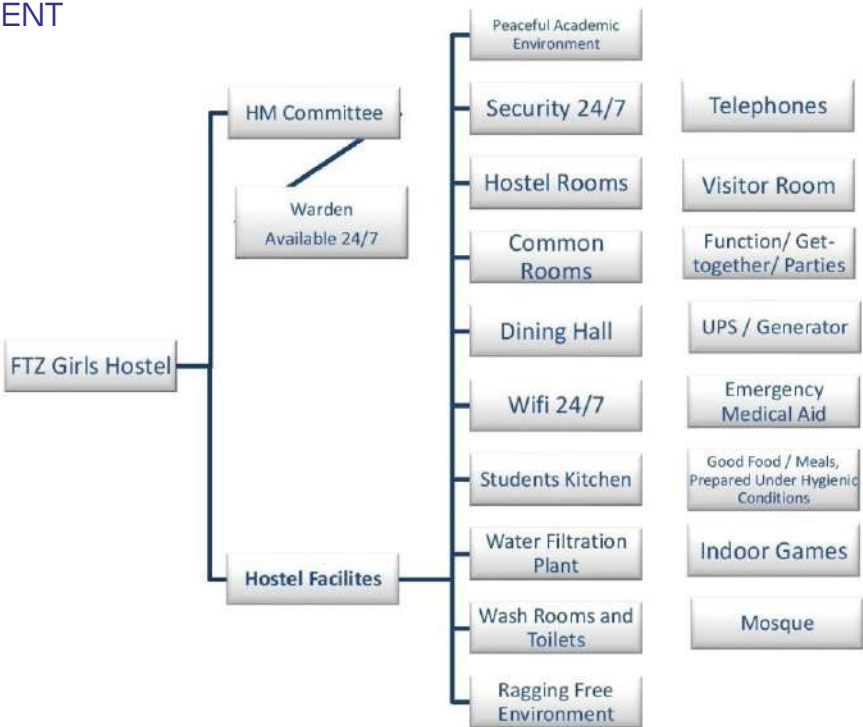 ENT
Peaceful Academic
Environment
HM Committee
Security 24/7
Telephones
Hostel Rooms
Visitor Room
Warden
Available 24/7
Common
Rooms
Function/ Get-
together/ Parties
Dining Hall
UPS / Generator
FTZ Girls Hostel
Wifi 24/7
Emergency
Medical Aid
Students Kitchen
Good Food / Meals,
Prepared Under Hygienic
Conditions
Water Filtration
Plant
Indoor Games
Hostel Facilites
Wash Rooms and
Toilets
Mosque
Ragging Free
Environment